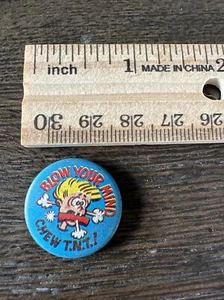 inch 1 MADE IN CHINA 2
30 29 28 27 26
BLOW YOUR MIND
CHEW T.N.T.!